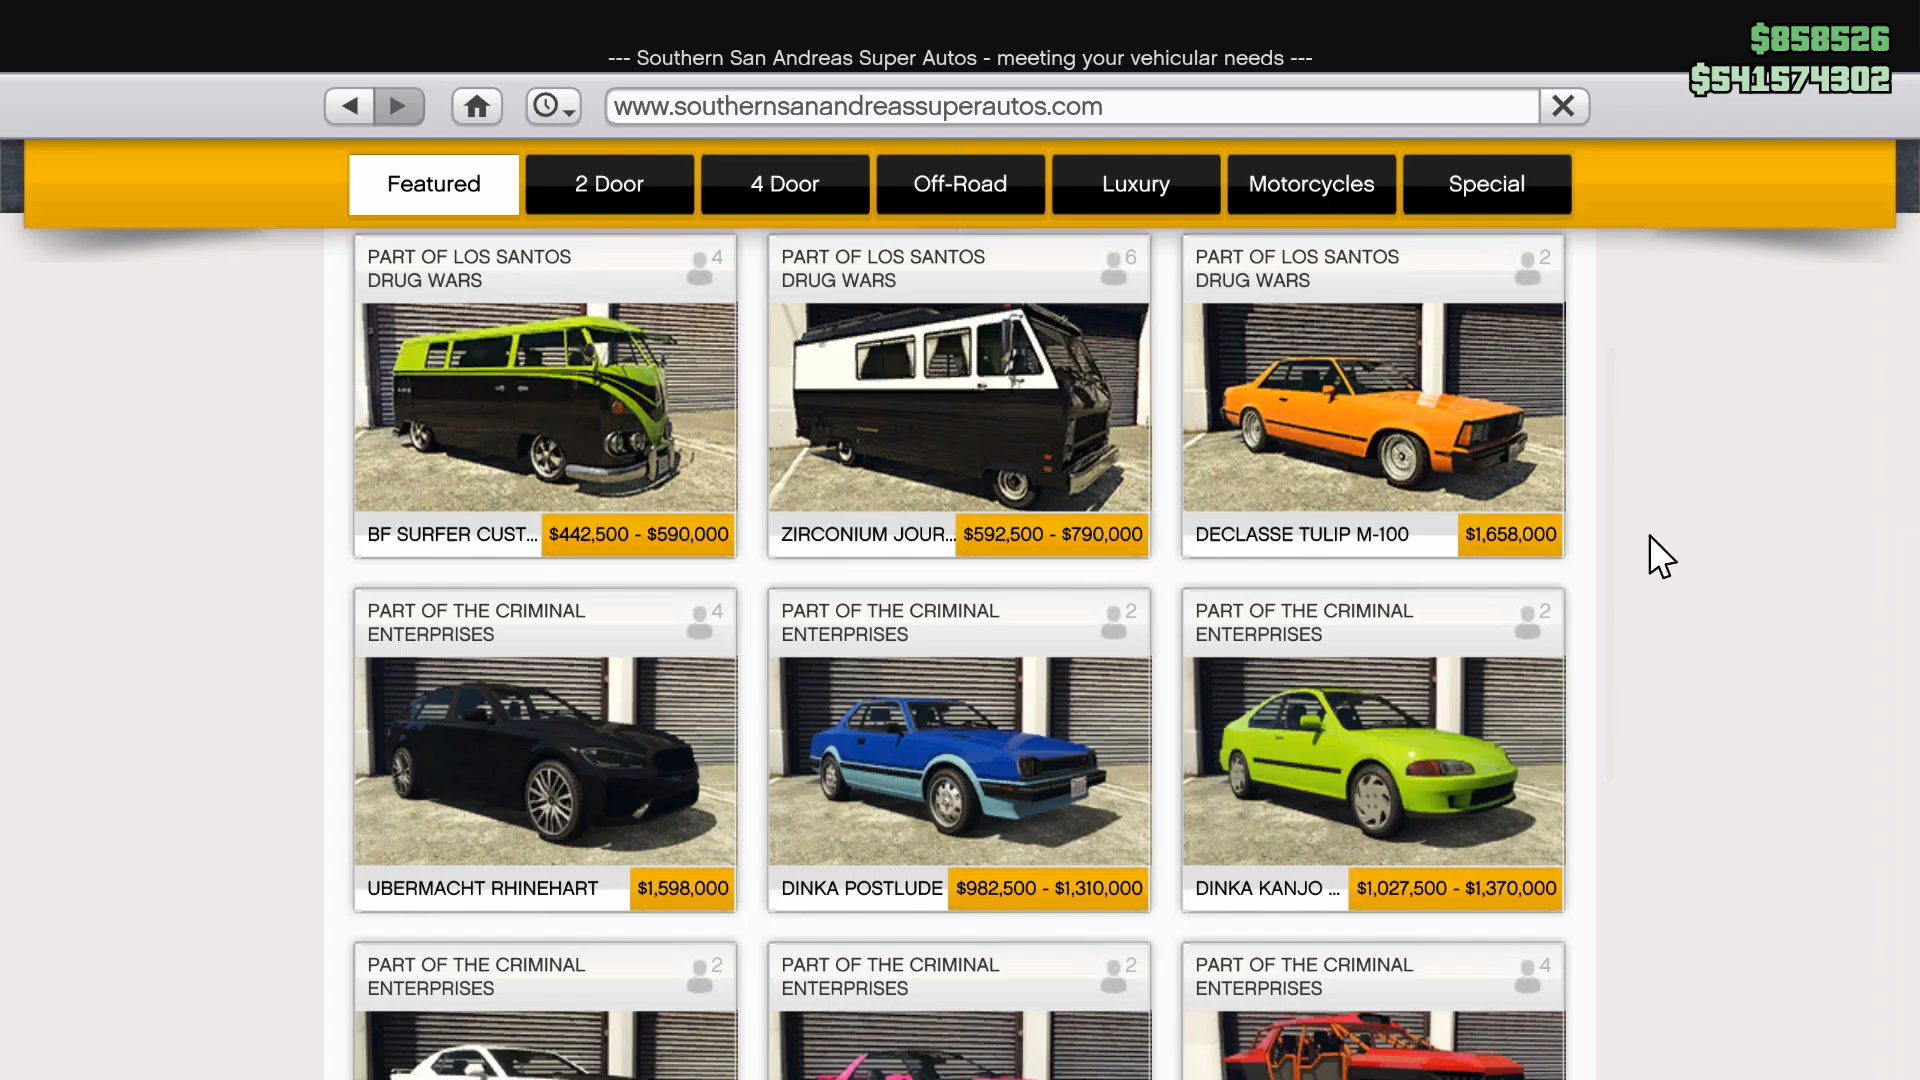 --- Southern San Andreas Super Autos - meeting your vehicular needs ---
$858526
$541574302
www.southernsanandreassuperautos.com
Featured
2 Door
4 Door
Off-Road
Luxury
Motorcycles
Special
PART OF LOS SANTOS
DRUG WARS
4
BF SURFER CUST...
$442,500 - $590,000
PART OF LOS SANTOS
DRUG WARS
6
ZIRCONIUM JOUR...
$592,500 - $790,000
PART OF LOS SANTOS
DRUG WARS
2
DECLASSE TULIP M-100
$1,658,000
PART OF THE CRIMINAL
ENTERPRISES
4
UBERMACHT RHINEHART
$1,598,000
PART OF THE CRIMINAL
ENTERPRISES
2
DINKA POSTLUDE
$982,500 - $1,310,000
PART OF THE CRIMINAL
ENTERPRISES
2
DINKA KANJO ...
$1,027,500 - $1,370,000
PART OF THE CRIMINAL
ENTERPRISES
2
PART OF THE CRIMINAL
ENTERPRISES
2
PART OF THE CRIMINAL
ENTERPRISES
4